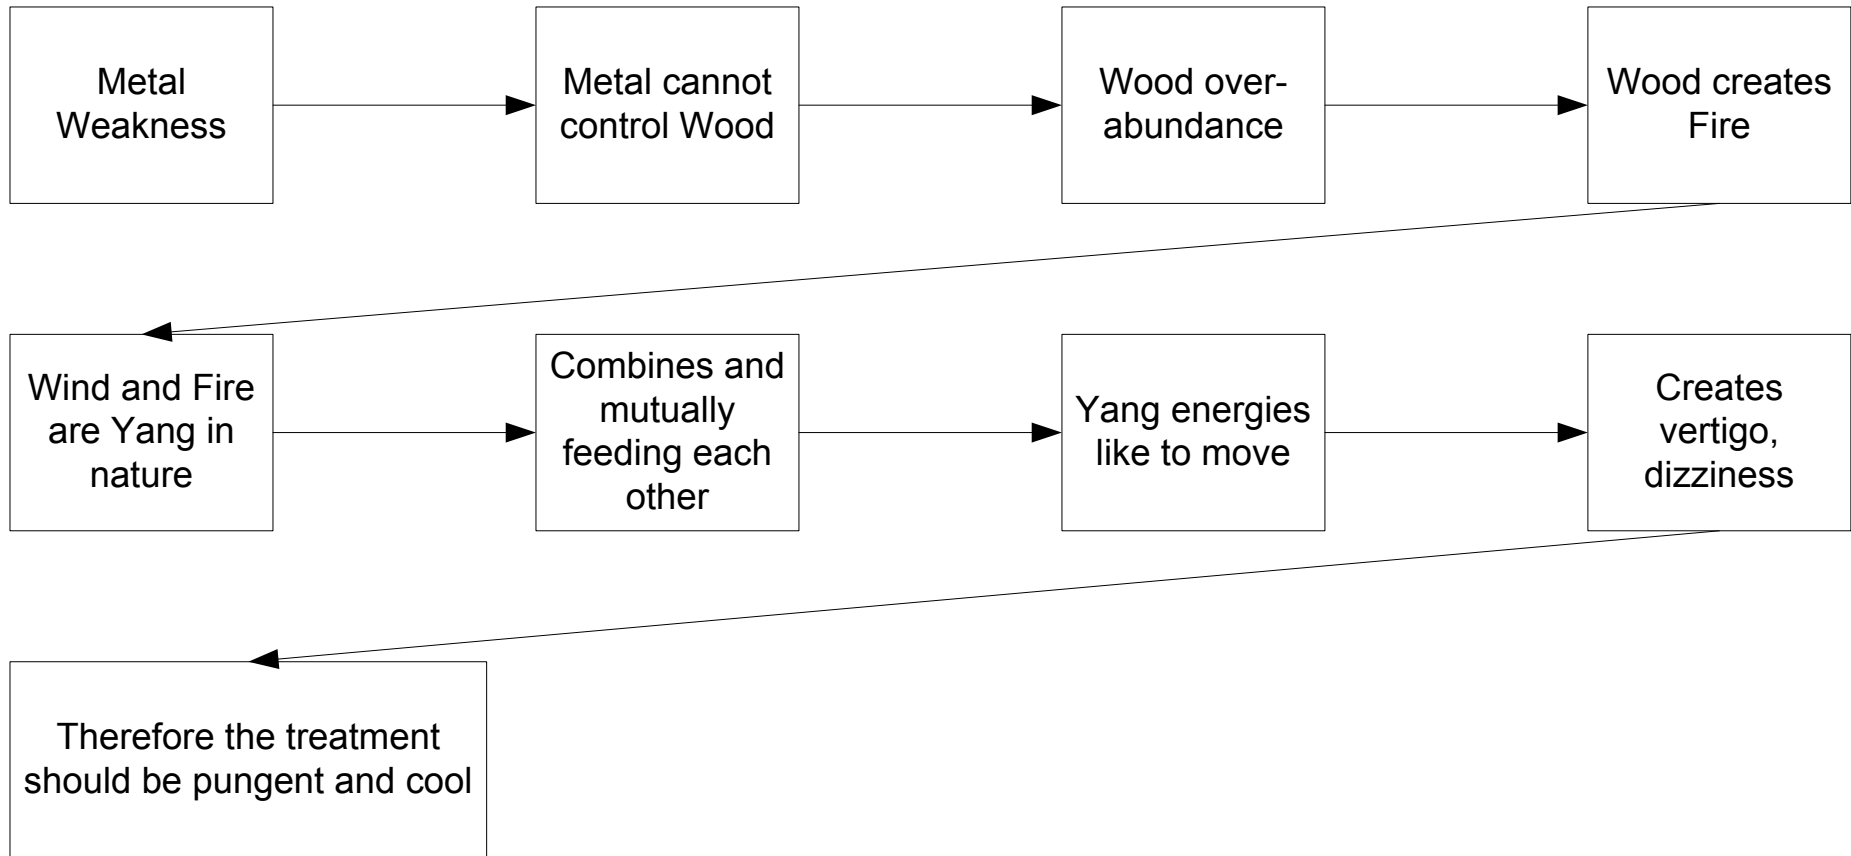 Metal
Weakness
Metal cannot
control Wood
Wood over-
abundance
Wood creates
Fire
Wind and Fire
are Yang in
nature
Combines and
mutually
feeding each
other
Yang energies
like to move
Creates
vertigo,
dizziness
Therefore the treatment
should be pungent and cool